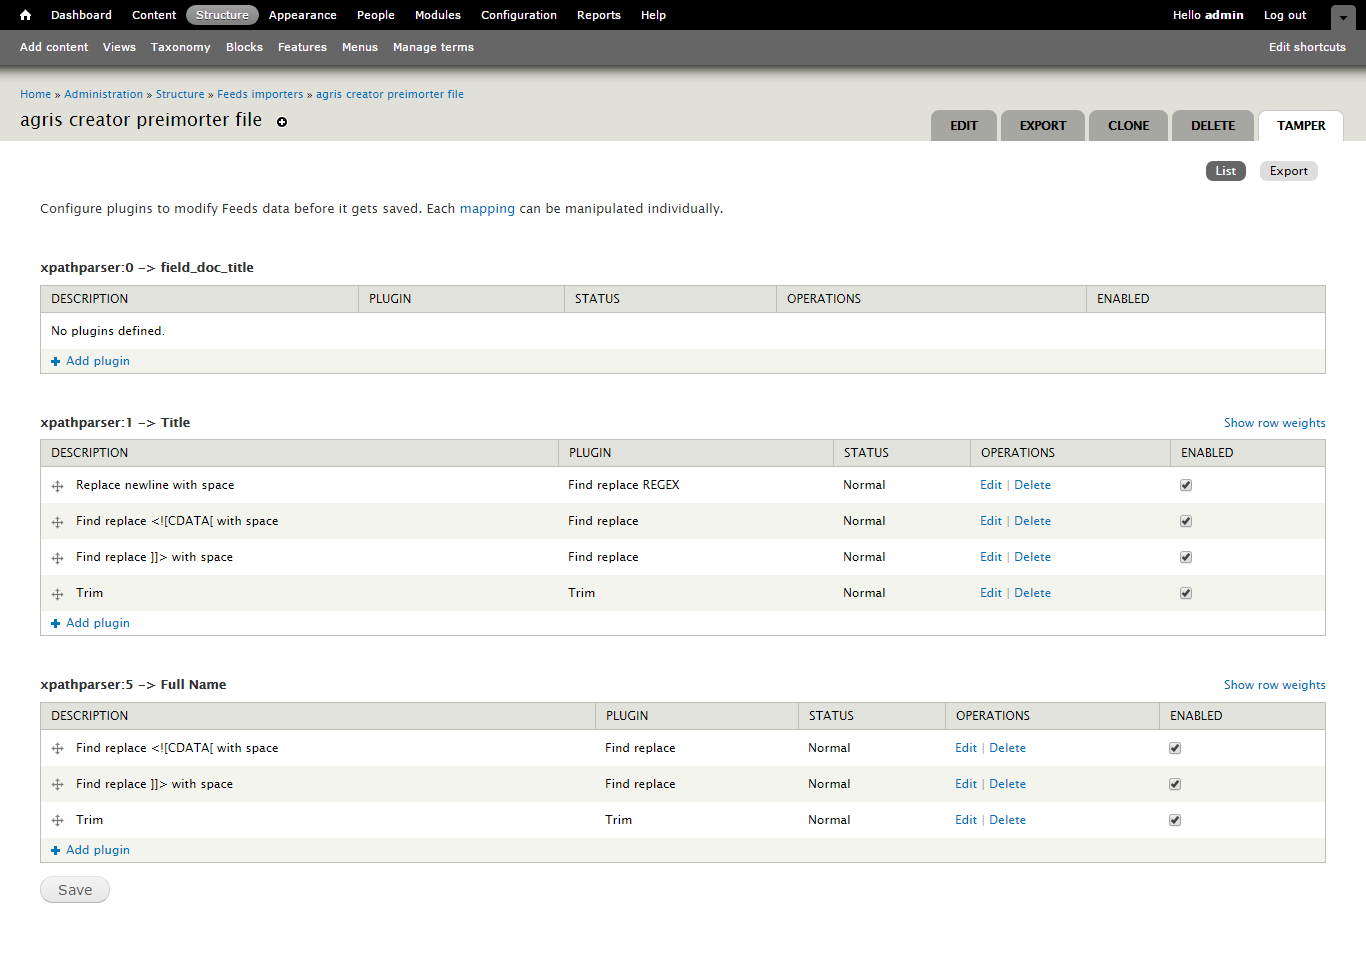 Dashboard Content Structure Appearance People Modules Configuration Reports Help Hello admin Log out
Add content Views Taxonomy Blocks Features Menus Manage terms Edit shortcuts
Home » Administration » Structure » Feeds importers » agris creator preimorter file
agris creator preimorter file
EDIT EXPORT CLONE DELETE TAMPER
List Export
Configure plugins to modify Feeds data before it gets saved. Each mapping can be manipulated individually.
xpathparser:0 -> field_doc_title
DESCRIPTION PLUGIN STATUS OPERATIONS ENABLED
No plugins defined.
Add plugin
xpathparser:1 -> Title Show row weights
DESCRIPTION PLUGIN STATUS OPERATIONS ENABLED
Replace newline with space Find replace REGEX Normal Edit | Delete
Find replace <![CDATA[ with space Find replace Normal Edit | Delete
Find replace ]]> with space Find replace Normal Edit | Delete
Trim Trim Normal Edit | Delete
Add plugin
xpathparser:5 -> Full Name Show row weights
DESCRIPTION PLUGIN STATUS OPERATIONS ENABLED
Find replace <![CDATA[ with space Find replace Normal Edit | Delete
Find replace ]]> with space Find replace Normal Edit | Delete
Trim Trim Normal Edit | Delete
Add plugin
Save